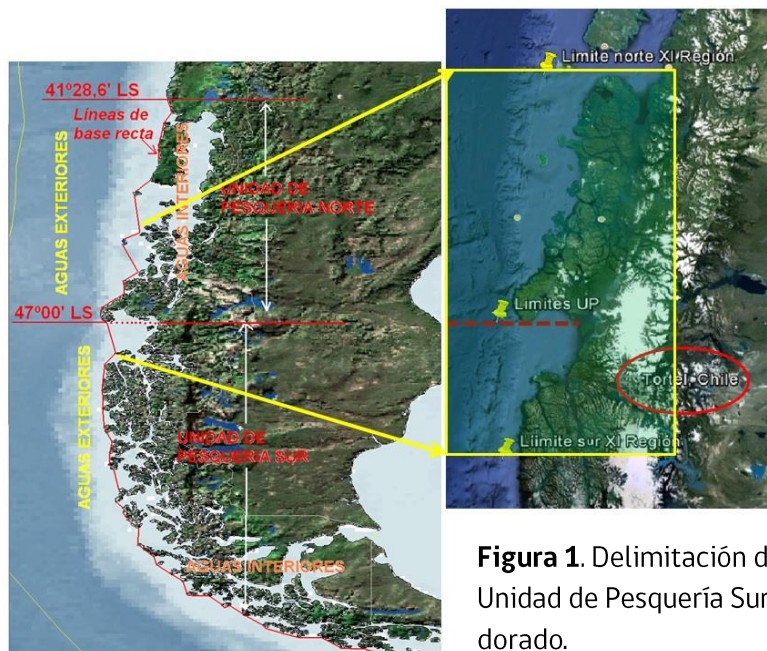 41º28,6' LS
Líneas de
base recta
AGUAS EXTERIORES
AGUAS INTERIORES
UNIDAD DE
PESQUERIA NORTE
47º00' LS
AGUAS EXTERIORES
UNIDAD DE
PESQUERIA SUR
AGUAS INTERIORES
Limite norte XI Región
Limites UP
Tortel, Chile
Liimite sur XI Región
Figura 1. Delimitación d
Unidad de Pesquería Sur
dorado.